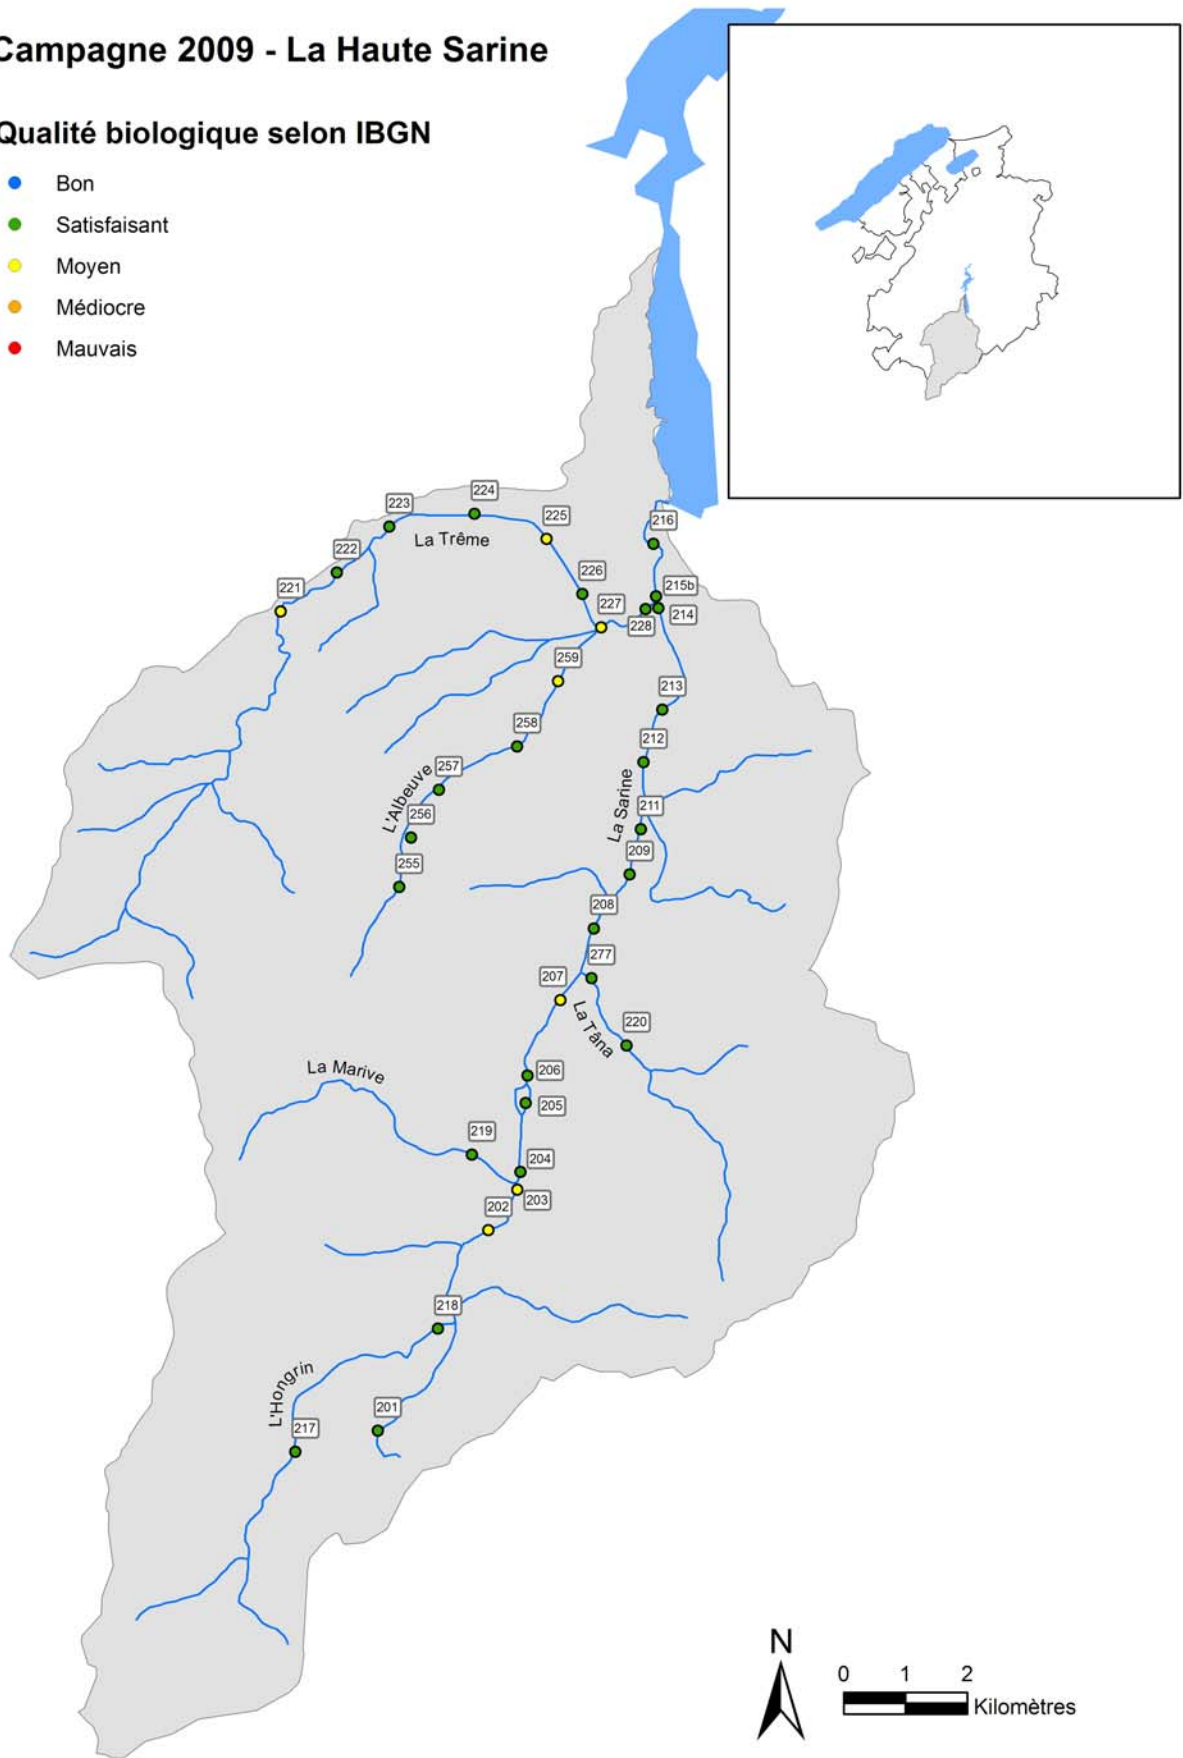 Campagne 2009 - La Haute Sarine
Qualité biologique selon IBGN
Bon
Satisfaisant
Moyen
Médiocre
Mauvais
224
223
225
216
La Trême
222
226
215b
221
227
214
228
259
213
258
212
257
L'Albeuve
La Sarine
211
256
209
255
208
277
207
La Tâna
220
La Marive
206
205
219
204
203
202
218
L'Hongrin
201
217
N
0 1 2
Kilomètres